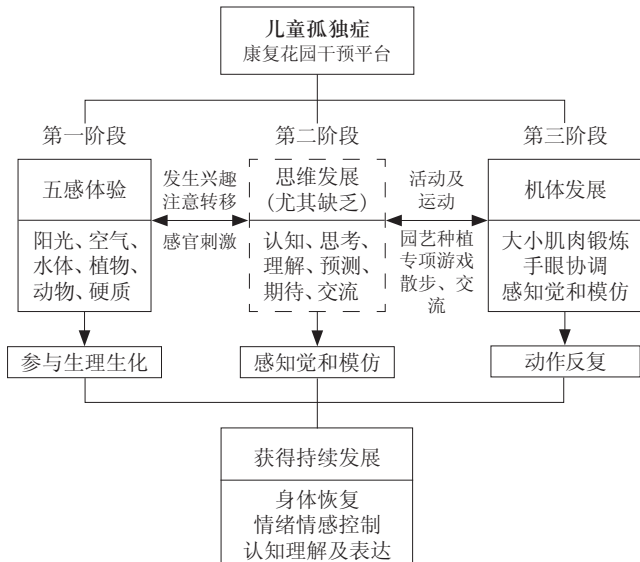 儿童孤独症
康复花园干预平台
第一阶段
第二阶段
第三阶段
五感体验
阳光、空气、
水体、植物、
动物、硬质
发生兴趣
注意转移
感官刺激
思维发展
(尤其缺乏)
认知、思考、
理解、预测、
期待、交流
活动及
运动
园艺种植
专项游戏
散步、交
流
机体发展
大小肌肉锻炼
手眼协调
感知觉和模仿
参与生理生化
感知觉和模仿
动作反复
获得持续发展
身体恢复
情绪情感控制
认知理解及表达